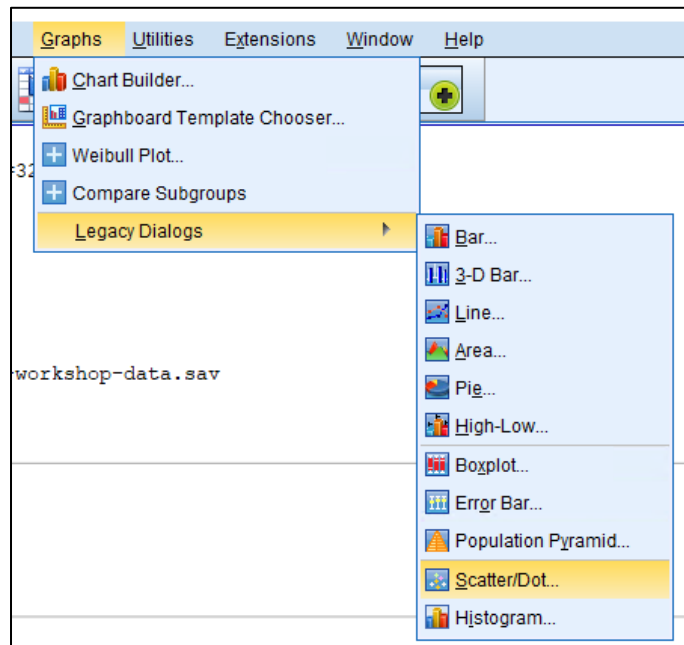 Graphs Utilities Extensions Window Help
Chart Builder...
Graphboard Template Chooser...
Weibull Plot...
=32
Compare Subgroups
Legacy Dialogs
Bar...
3-D Bar...
Line...
Area...
workshop-data.sav
Pie...
High-Low...
Boxplot...
Error Bar...
Population Pyramid...
Scatter/Dot...
Histogram...